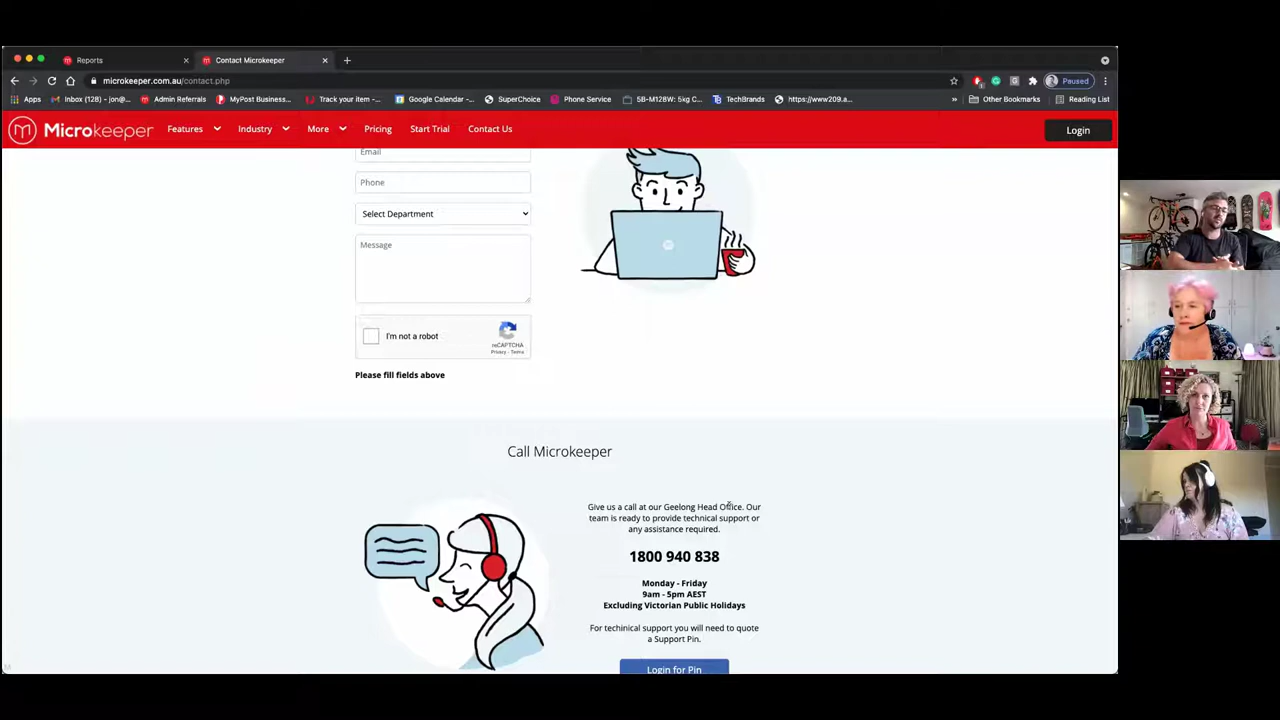 Reports
Contact Microkeeper
microkeeper.com.au/contact.php
Paused
Apps
Inbox (128) - jon@...
Admin Referrals
MyPost Business...
Track your item -...
Google Calendar -...
SuperChoice
Phone Service
5B-M128W: 5kg C...
TechBrands
https://www209.a...
»
Other Bookmarks
Reading List
Microkeeper
Features
Industry
More
Pricing
Start Trial
Contact Us
Login
Email
Phone
Select Department
Message
I'm not a robot
reCAPTCHA
Privacy - Terms
Please fill fields above
Call Microkeeper
Give us a call at our Geelong Head Office. Our
team is ready to provide technical support or
any assistance required.
1800 940 838
Monday - Friday
9am - 5pm AEST
Excluding Victorian Public Holidays
For techinical support you will need to quote
a Support Pin.
Login for Pin